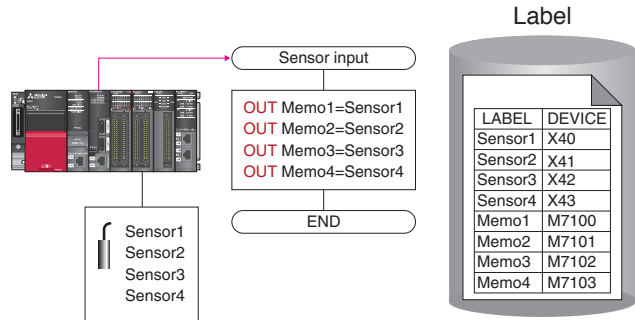 Label
Sensor input
OUT Memo1=Sensor1
OUT Memo2=Sensor2
OUT Memo3=Sensor3
OUT Memo4=Sensor4
END
Sensor1
Sensor2
Sensor3
Sensor4
LABEL DEVICE
Sensor1 X40
Sensor2 X41
Sensor3 X42
Sensor4 X43
Memo1 M7100
Memo2 M7101
Memo3 M7102
Memo4 M7103